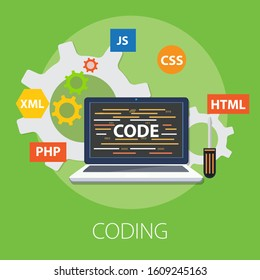 JS
CSS
XML
HTML
CODE
PHP
CODING
shutterstock.com · 1609245163